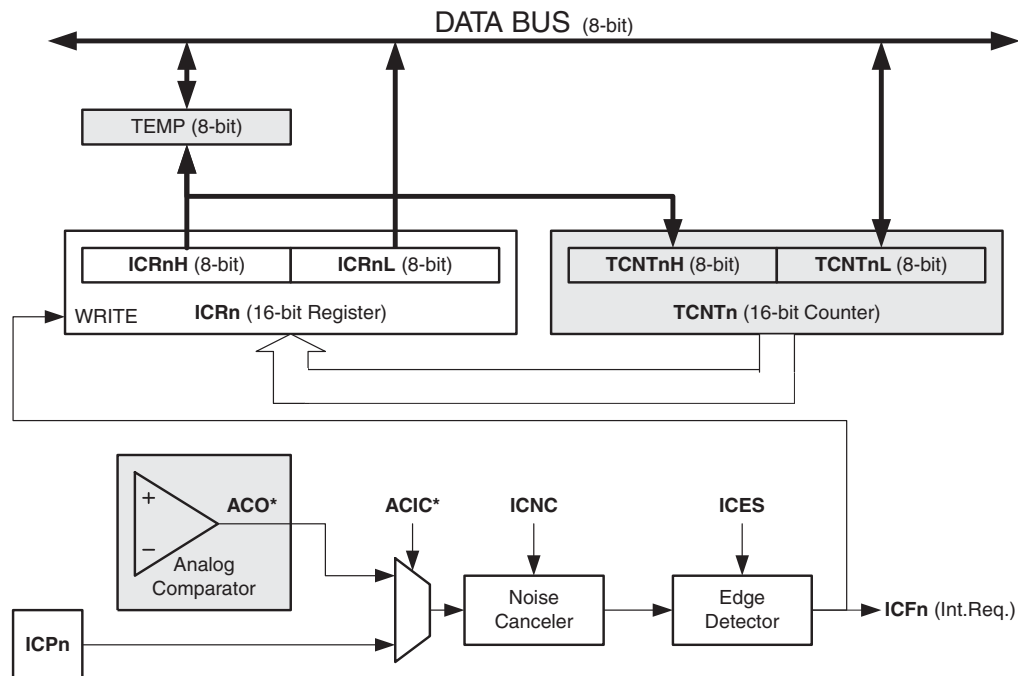 DATA BUS (8-bit)
TEMP (8-bit)
ICRnH (8-bit)
ICRnL (8-bit)
TCNTnH (8-bit)
TCNTnL (8-bit)
WRITE
ICRn (16-bit Register)
TCNTn (16-bit Counter)
+
−
ACO*
Analog
Comparator
ACIC*
ICNC
ICES
Noise
Canceler
Edge
Detector
ICFn (Int.Req.)
ICPn